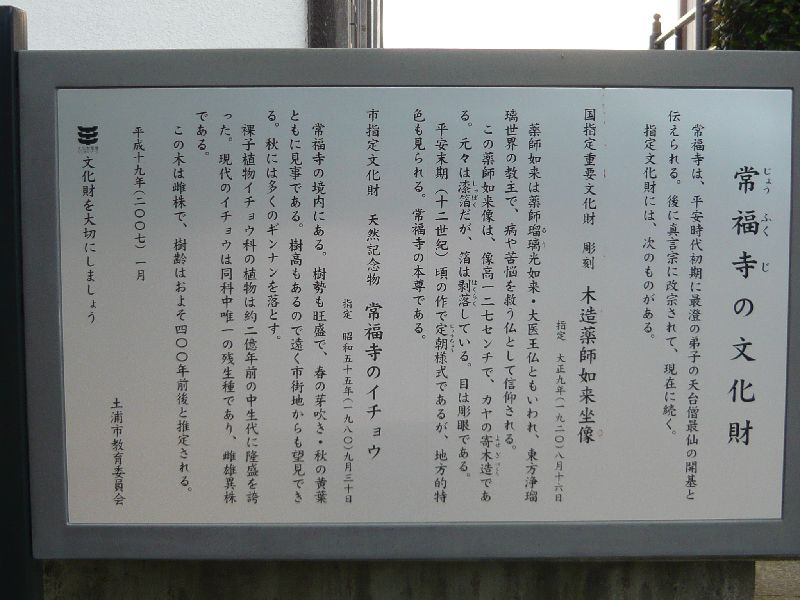 常福寺の文化財
じょう ふく じ
常福寺は、平安時代初期に最澄の弟子の天台僧最仙の開基と
伝えられる。後に真言宗に改宗されて、現在に続く。
指定文化財には、次のものがある。
国指定重要文化財 彫刻 木造薬師如来坐像
指定 大正九年(一九二〇)八月十六日
薬師如来は薬師瑠璃光如来・大医王仏ともいわれ、東方浄瑠
璃世界の教主で、病や苦悩を救う仏として信仰される。
この薬師如来像は、像高一二七センチで、カヤの寄木造であ
る。元々は漆箔だが、箔は剥落している。目は彫眼である。
平安末期(十二世紀)頃の作で定朝様式であるが、地方的特
色も見られる。常福寺の本尊である。
市指定文化財 天然記念物 常福寺のイチョウ
指定 昭和五十五年(一九八〇)九月三十日
常福寺の境内にある。樹勢も旺盛で、春の芽吹き・秋の黄葉
ともに見事である。樹高もあるので遠く市街地からも望見でき
る。秋には多くのギンナンを落とす。
裸子植物イチョウ科の植物は約二億年前の中生代に隆盛を誇
った。現代のイチョウは同科中唯一の残生種であり、雌雄異株
である。
この木は雌株で、樹齢はおよそ四〇〇年前後と推定される。
平成十九年(二〇〇七)一月
土浦市教育委員会
文化財を大切にしましょう